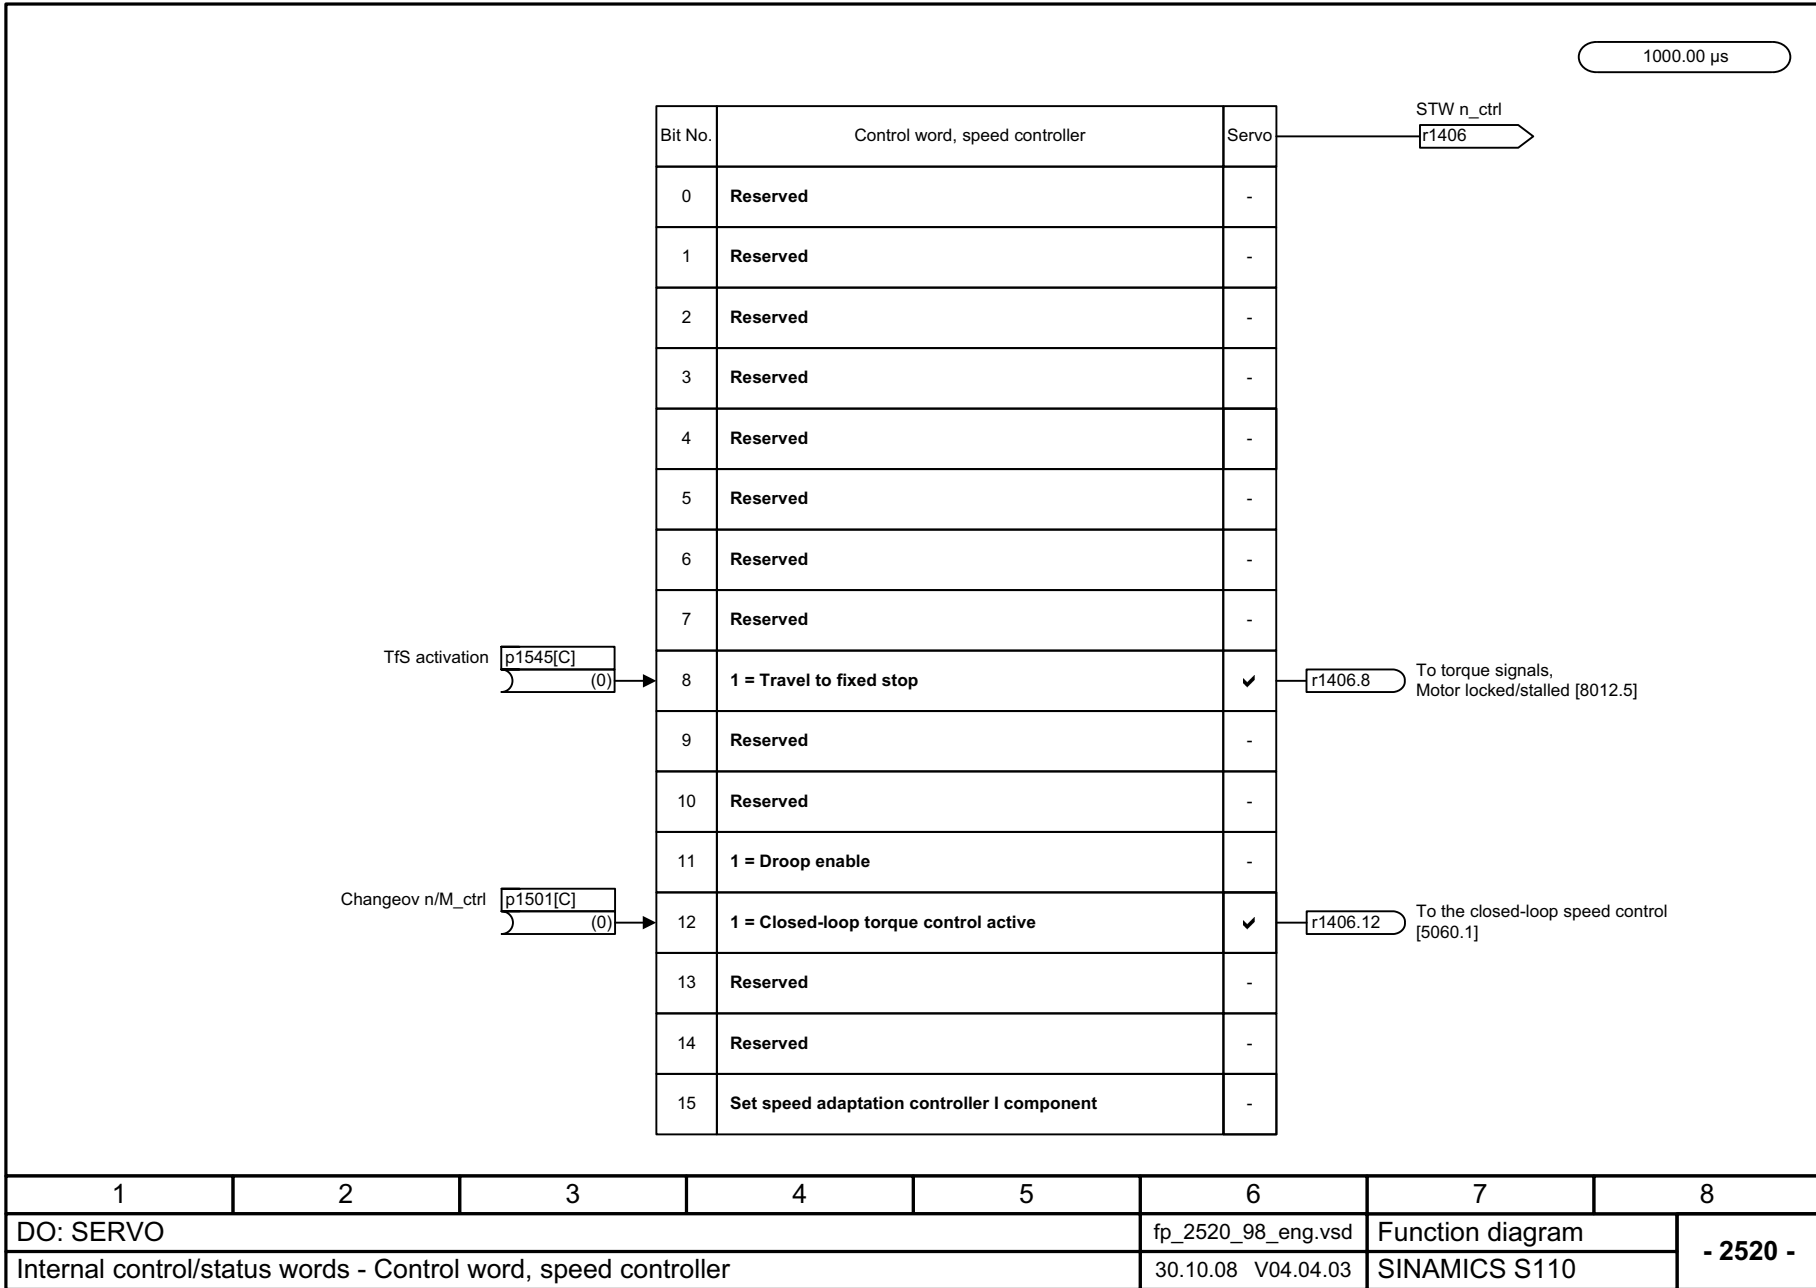 1000.00 µs
STW n_ctrl
Bit No. Control word, speed controller Servo r1406
0 Reserved -
1 Reserved -
2 Reserved -
3 Reserved -
4 Reserved -
5 Reserved -
6 Reserved -
7 Reserved -
TfS activation p1545[C]
(0) 8 1 = Travel to fixed stop ✔ r1406.8
To torque signals,
Motor locked/stalled [8012.5]
9 Reserved -
10 Reserved -
11 1 = Droop enable -
Changeov n/M_ctrl p1501[C]
(0) 12 1 = Closed-loop torque control active ✔ r1406.12
To the closed-loop speed control
[5060.1]
13 Reserved -
14 Reserved -
15 Set speed adaptation controller I component -
1 2 3 4 5 6 7 8
DO: SERVO fp_2520_98_eng.vsd Function diagram
- 2520 -
Internal control/status words - Control word, speed controller 30.10.08 V04.04.03 SINAMICS S110